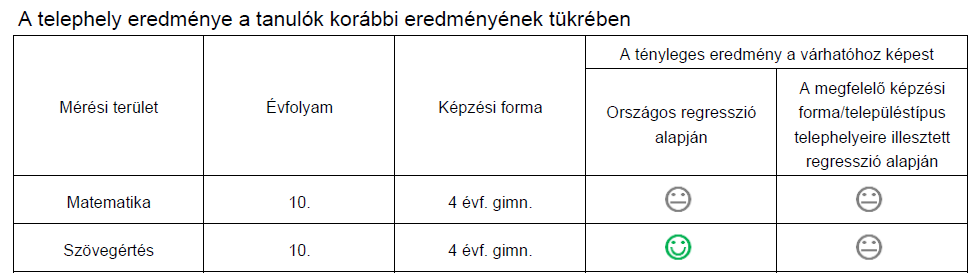 A telephely eredménye a tanulók korábbi eredményének tükrében
Mérési terület
Évfolyam
Képzési forma
A tényleges eredmény a várhatóhoz képest
Országos regresszió
alapján
A megfelelő képzési
forma/településtípus
telephelyeire illesztett
regresszió alapján
Matematika
10.
4 évf. gimn.
Szövegértés
10.
4 évf. gimn.